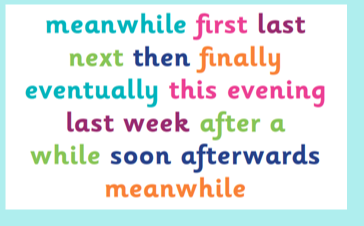 meanwhile first last
next then finally
eventually this evening
last week after a
while soon afterwards
meanwhile